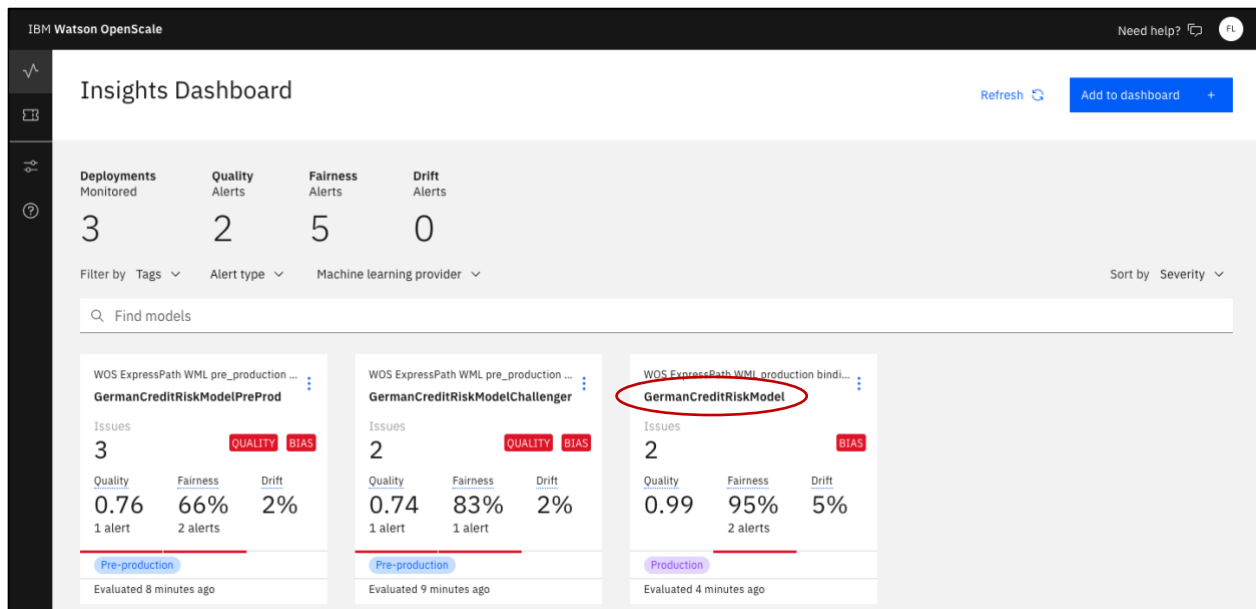 IBM Watson OpenScale
Need help?
FL
Insights Dashboard
Refresh
Add to dashboard +
Deployments Quality Fairness Drift
Monitored Alerts Alerts Alerts
3 2 5 0
Filter by Tags Alert type Machine learning provider
Sort by Severity
Find models
WOS ExpressPath WML pre_production ...
GermanCreditRiskModelPreProd
Issues
3 QUALITY BIAS
Quality Fairness Drift
0.76 66% 2%
1 alert 2 alerts
Pre-production
Evaluated 8 minutes ago
WOS ExpressPath WML pre_production ...
GermanCreditRiskModelChallenger
Issues
2 QUALITY BIAS
Quality Fairness Drift
0.74 83% 2%
1 alert 1 alert
Pre-production
Evaluated 9 minutes ago
WOS ExpressPath WML production bindi...
GermanCreditRiskModel
Issues
2 BIAS
Quality Fairness Drift
0.99 95% 5%
2 alerts
Production
Evaluated 4 minutes ago